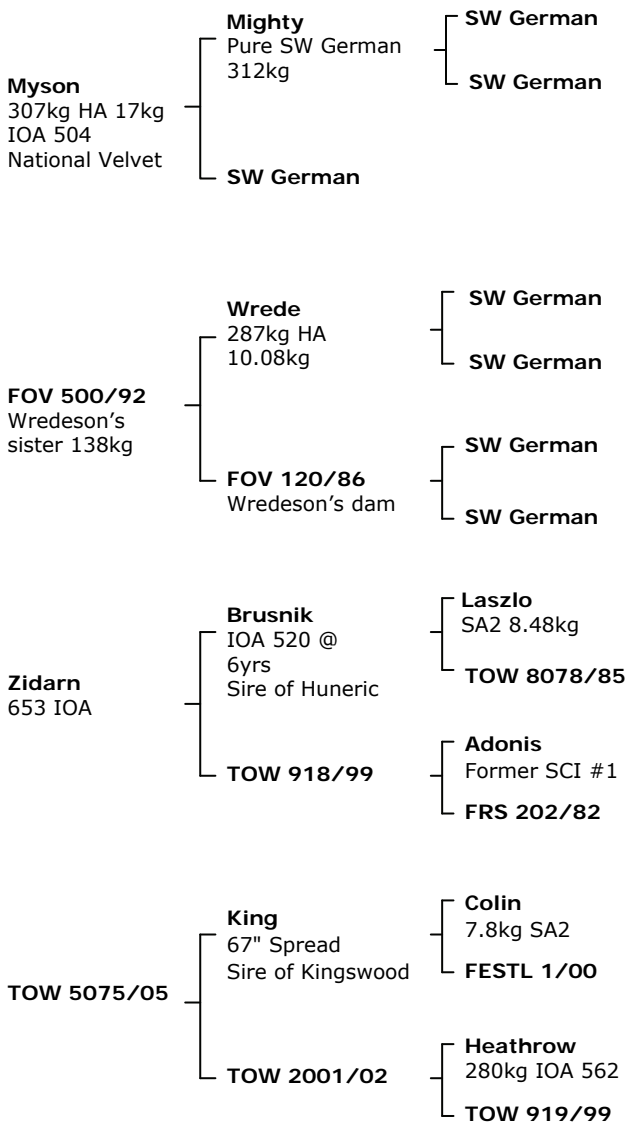 Myson
307kg HA 17kg
IOA 504
National Velvet
Mighty
Pure SW German
312kg
SW German
SW German
SW German
FOV 500/92
Wredeson's
sister 138kg
Wrede
287kg HA
10.08kg
SW German
SW German
FOV 120/86
Wredeson's dam
SW German
SW German
Zidarn
653 IOA
Brusnik
IOA 520 @
6yrs
Sire of Huneric
Laszlo
SA2 8.48kg
TOW 8078/85
TOW 918/99
Adonis
Former SCI #1
FRS 202/82
TOW 5075/05
King
67" Spread
Sire of Kingswood
Colin
7.8kg SA2
FESTL 1/00
TOW 2001/02
Heathrow
280kg IOA 562
TOW 919/99